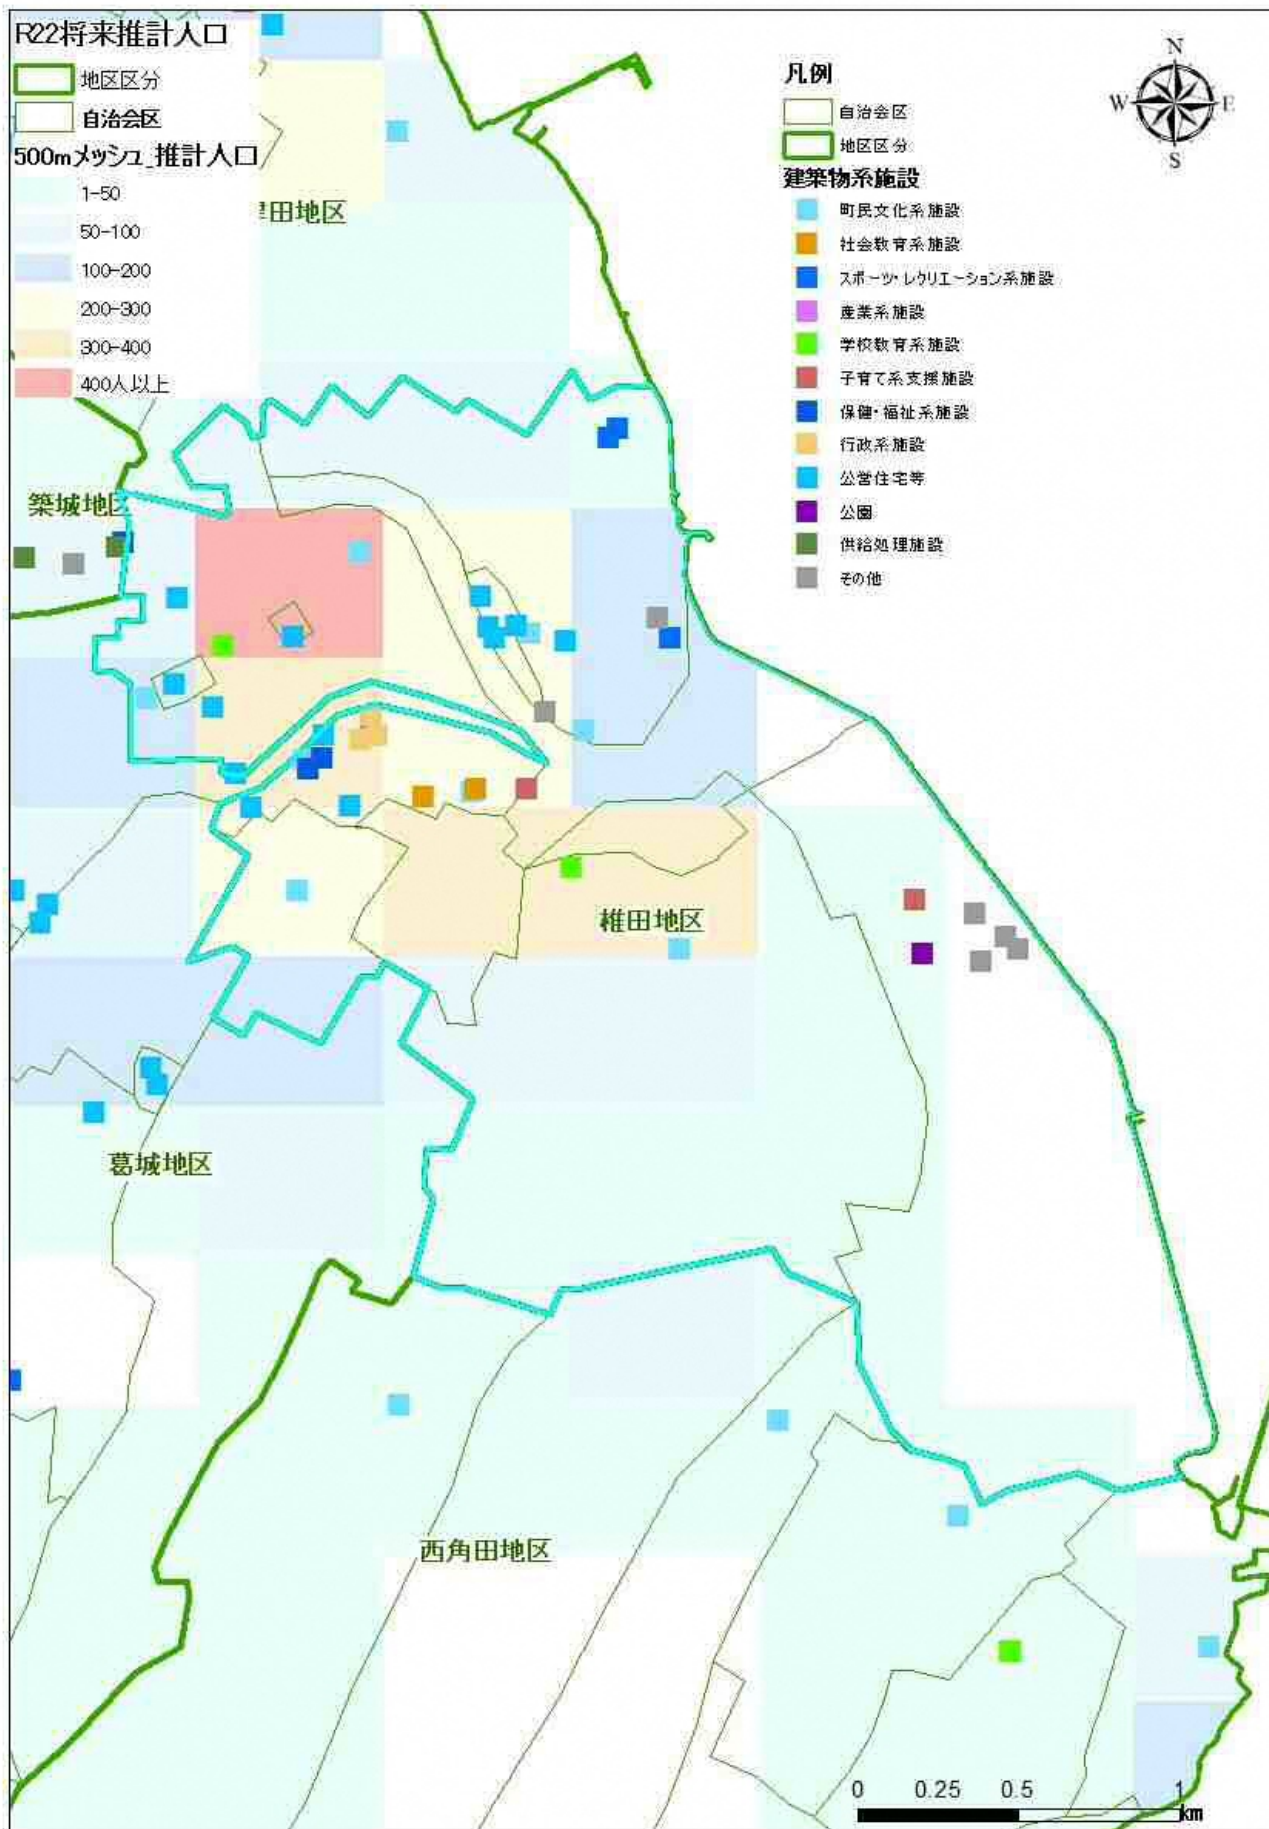 R22将来推計人口
地区区分
自治会区
500mメッシュ_推計人口
1-50
50-100
100-200
200-300
300-400
400人以上
凡例
自治会区
地区区分
建築物系施設
町民文化系施設
社会教育系施設
スポーツ・レクリエーション系施設
産業系施設
学校教育系施設
子育て系支援施設
保健・福祉系施設
行政系施設
公営住宅等
公園
供給処理施設
その他
N
W
E
S
田地区
築城地区
椎田地区
葛城地区
西角田地区
0 0.25 0.5 1
km